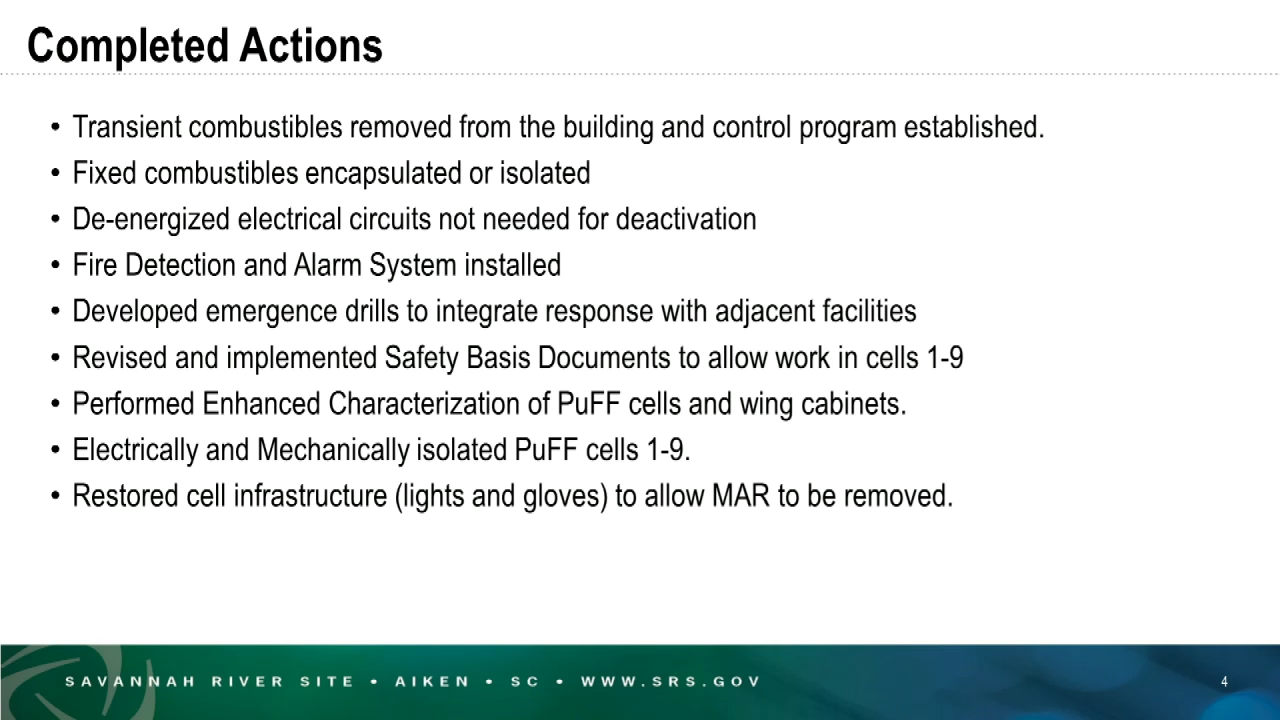 Completed Actions
• Transient combustibles removed from the building and control program established.
• Fixed combustibles encapsulated or isolated
• De-energized electrical circuits not needed for deactivation
• Fire Detection and Alarm System installed
• Developed emergence drills to integrate response with adjacent facilities
• Revised and implemented Safety Basis Documents to allow work in cells 1-9
• Performed Enhanced Characterization of PuFF cells and wing cabinets.
• Electrically and Mechanically isolated PuFF cells 1-9.
• Restored cell infrastructure (lights and gloves) to allow MAR to be removed.
SAVANNAH RIVER SITE • AIKEN • SC • WWW.SRS.GOV
4